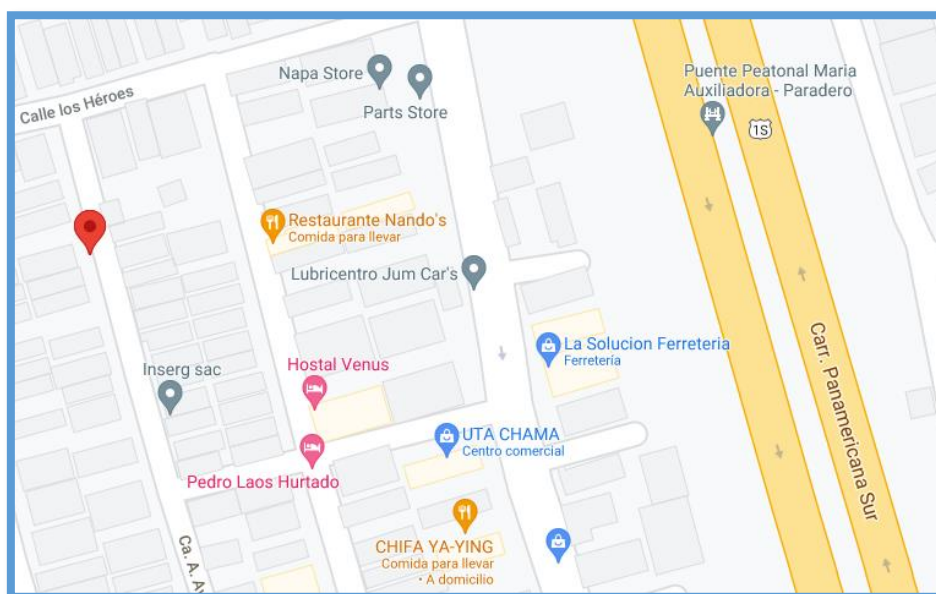 Calle los Héroes
Napa Store
Parts Store
Puente Peatonal Maria
Auxiliadora - Paradero
1S
Restaurante Nando's
Comida para llevar
Lubricentro Jum Car's
La Solucion Ferreteria
Ferretería
Inserg sac
Hostal Venus
UTA CHAMA
Centro comercial
Pedro Laos Hurtado
Carr. Panamericana Sur
CHIFA YA-YING
Comida para llevar
• A domicilio
Ca. A.